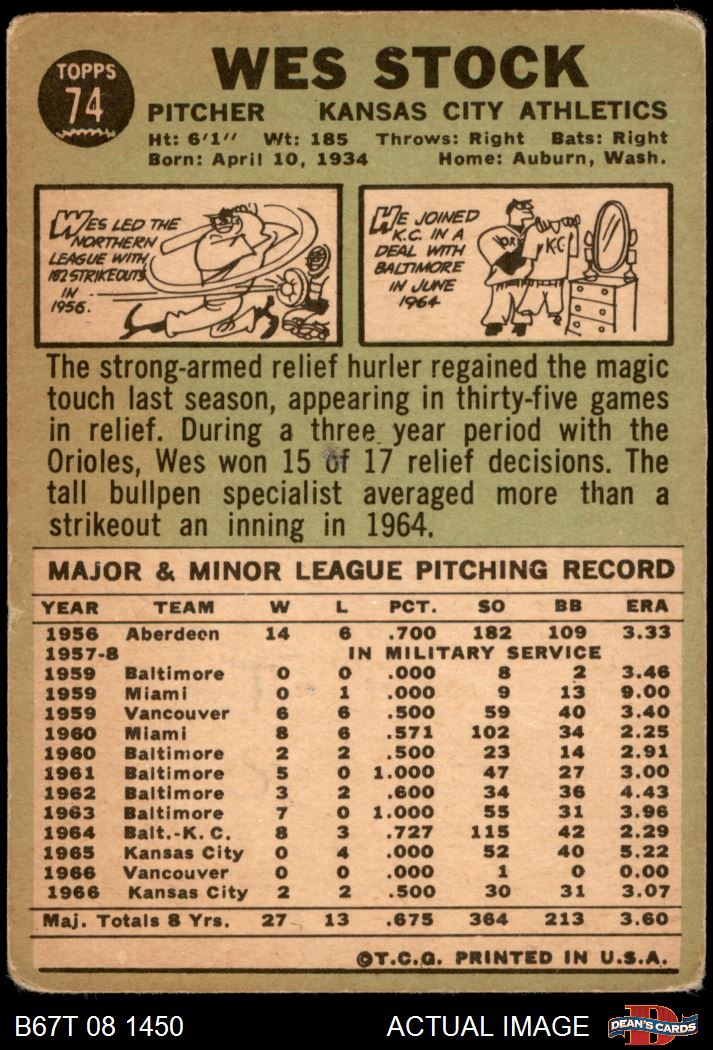 TOPPS
74
WES STOCK
PITCHER KANSAS CITY ATHLETICS
Ht: 6'1" Wt: 185 Throws: Right Bats: Right
Born: April 10, 1934 Home: Auburn, Wash.
WES LED THE
NORTHERN
LEAGUE WITH
182 STRIKEOUTS
IN
1956.
HE JOINED
K.C. IN A
DEAL WITH
BALTIMORE
IN JUNE
1964
K.C.
The strong-armed relief hurler regained the magic
touch last season, appearing in thirty-five games
in relief. During a three year period with the
Orioles, Wes won 15 of 17 relief decisions. The
tall bullpen specialist averaged more than a
strikeout an inning in 1964.
MAJOR & MINOR LEAGUE PITCHING RECORD
YEAR TEAM W L PCT. SO BB ERA
1956 Aberdeen 14 6 .700 182 109 3.33
1957-8 IN MILITARY SERVICE
1959 Baltimore 0 0 .000 8 2 3.46
1959 Miami 0 1 .000 9 13 9.00
1959 Vancouver 6 6 .500 59 40 3.40
1960 Miami 8 6 .571 102 34 2.25
1960 Baltimore 2 2 .500 23 14 2.91
1961 Baltimore 5 0 1.000 47 27 3.00
1962 Baltimore 3 2 .600 34 36 4.43
1963 Baltimore 7 0 1.000 55 31 3.96
1964 Balt.-K.C. 8 3 .727 115 42 2.29
1965 Kansas City 0 4 .000 52 40 5.22
1966 Vancouver 0 0 .000 1 0 0.00
1966 Kansas City 2 2 .500 30 31 3.07
Maj. Totals 8 Yrs. 27 13 .675 364 213 3.60
©T.C.G. PRINTED IN U.S.A.
B67T 08 1450 ACTUAL IMAGE
DEAN'S CARDS